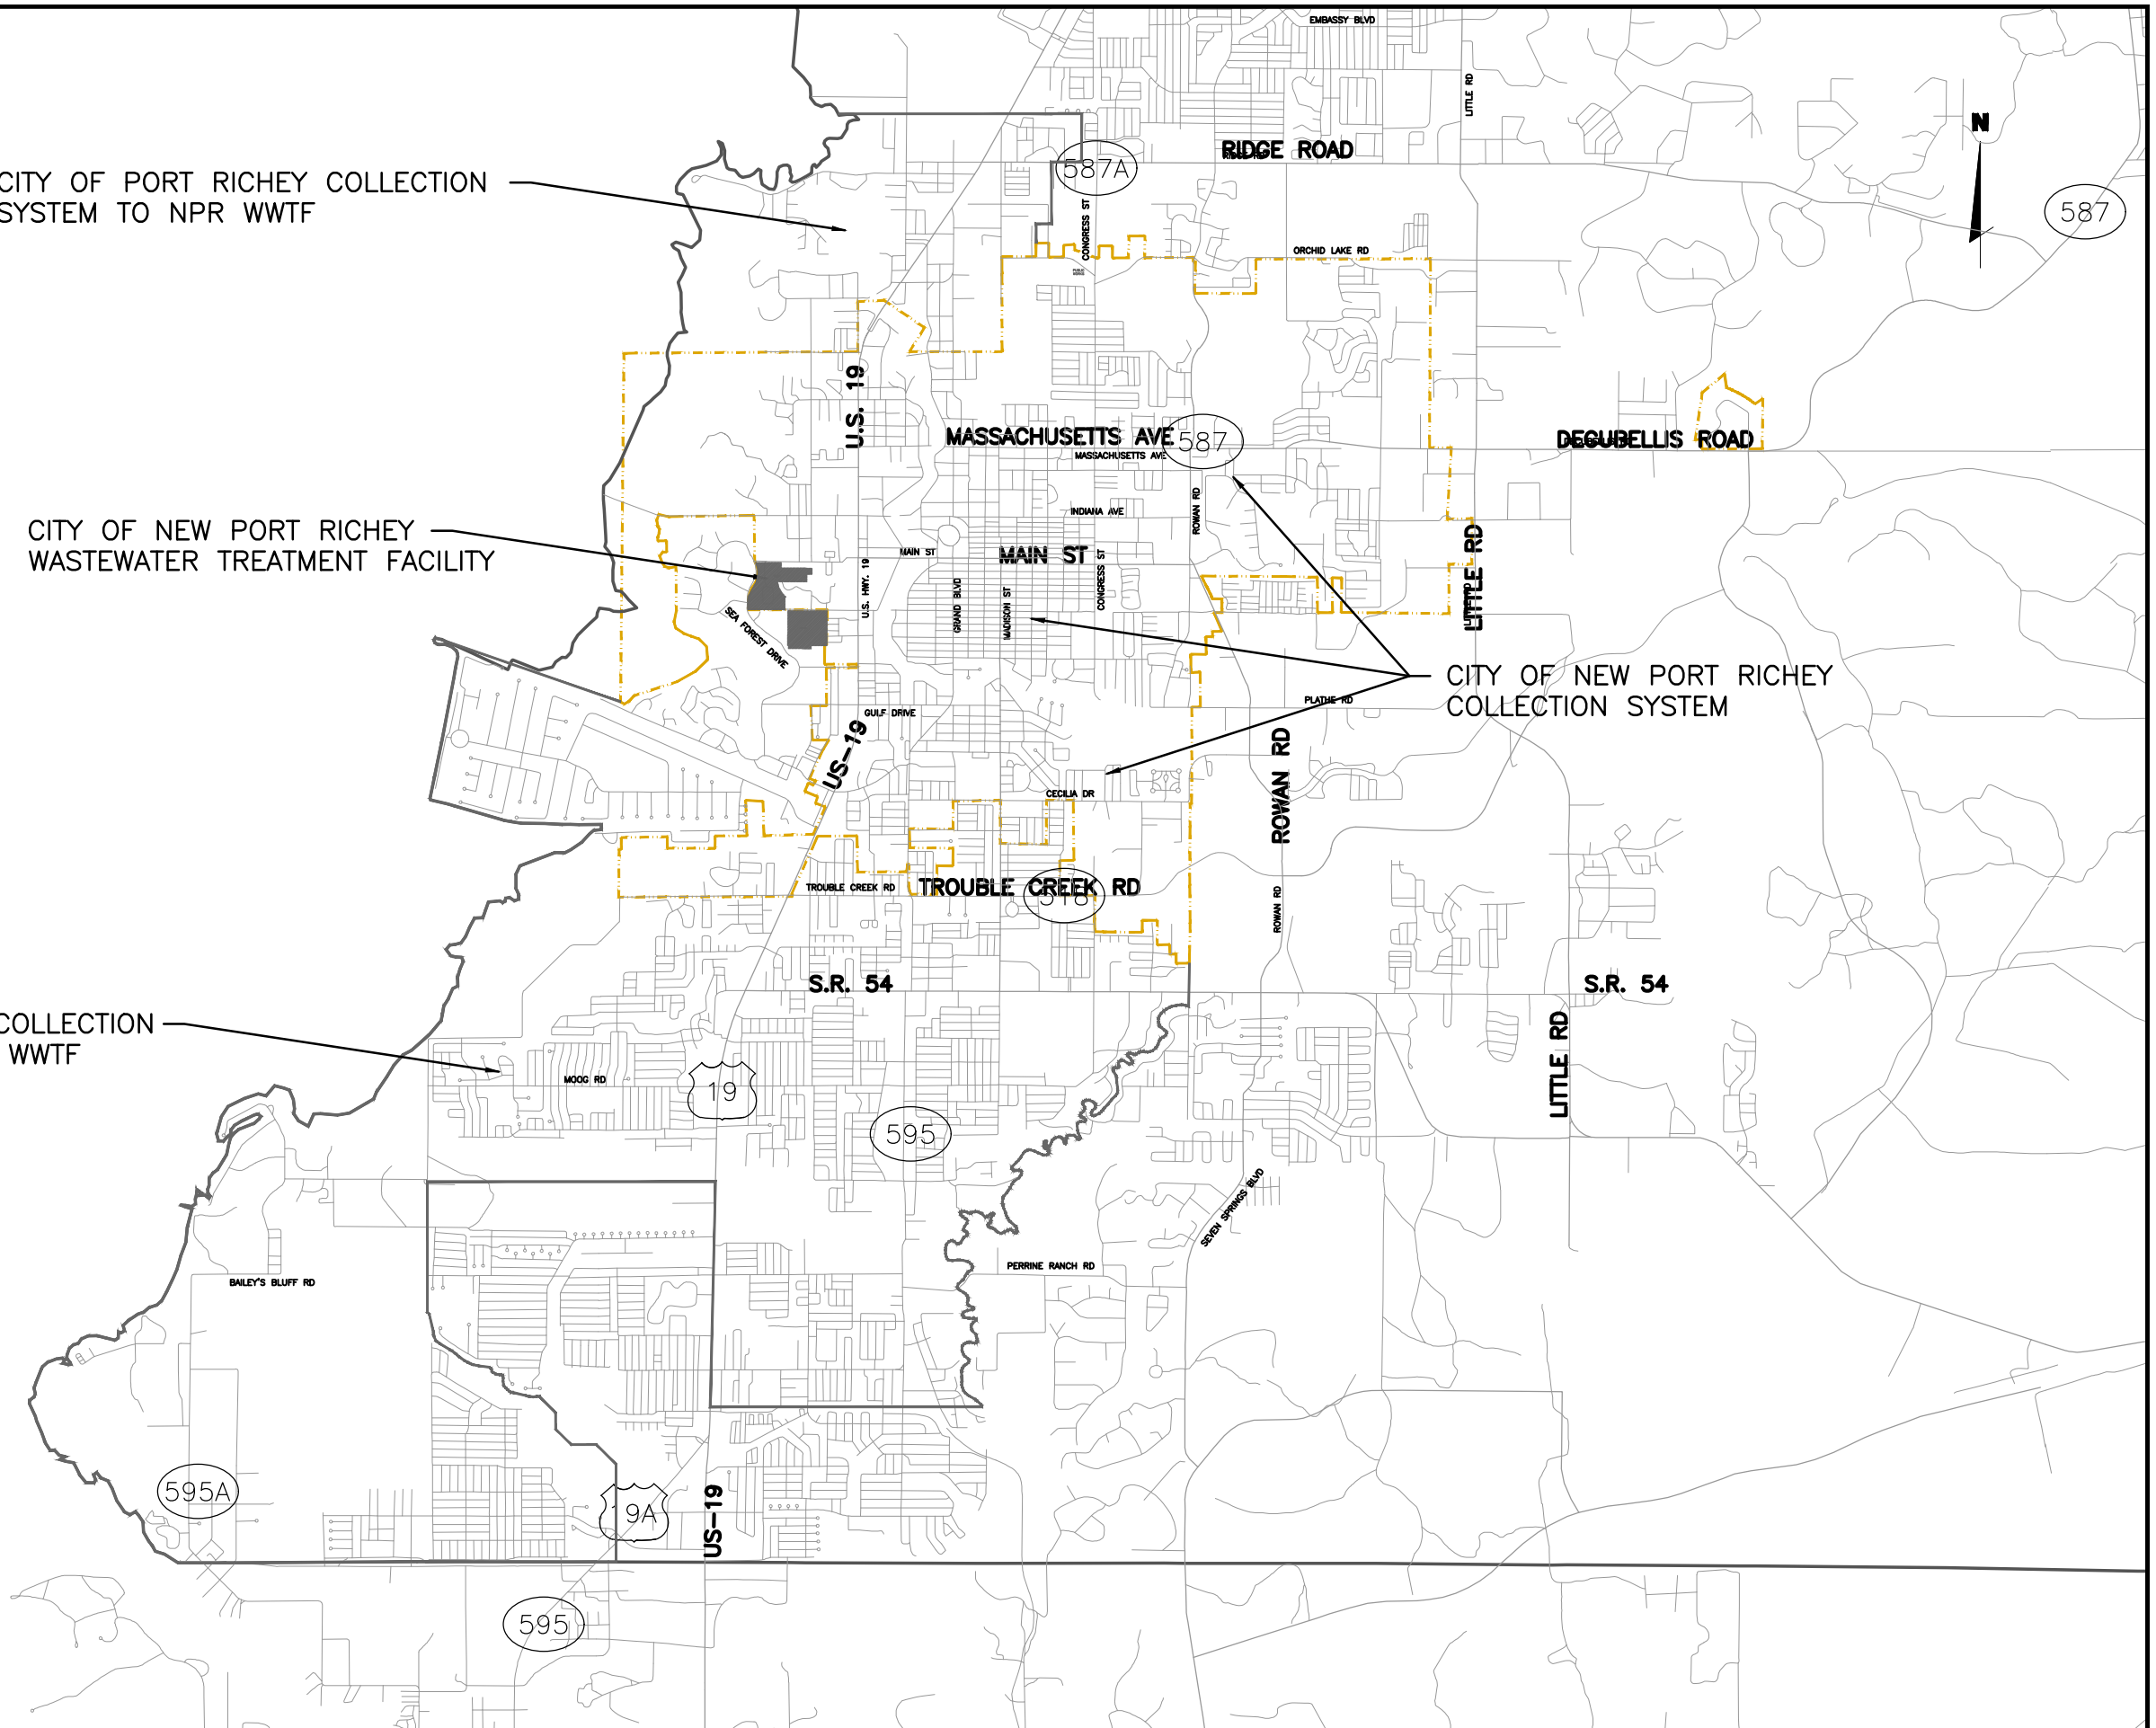 EMBASSY BLVD
LITTLE RD
N
RIDGE ROAD
587A
CITY OF PORT RICHEY COLLECTION
SYSTEM TO NPR WWTF
CONGRESS ST
587
ORCHID LAKE RD
U.S. 19
MASSACHUSETTS AVE
587
DEGUBELLIS ROAD
MASSACHUSETTS AVE
ROWAN RD
INDIANA AVE
CITY OF NEW PORT RICHEY
WASTEWATER TREATMENT FACILITY
MAIN ST
MAIN ST
CONGRESS ST
LITTLE RD
U.S. HWY. 19
GRAND BLVD
MADISON ST
SEA FOREST DRIVE
CITY OF NEW PORT RICHEY
COLLECTION SYSTEM
PLATHE RD
GULF DRIVE
US-19
ROWAN RD
CECILIA DR
TROUBLE CREEK RD
TROUBLE CREEK RD
518
ROWAN RD
S.R. 54
S.R. 54
COLLECTION
WWTF
LITTLE RD
MOOG RD
19
595
SEVEN SPRINGS BLVD
PERRINE RANCH RD
BAILEY'S BLUFF RD
595A
19A
US-19
595